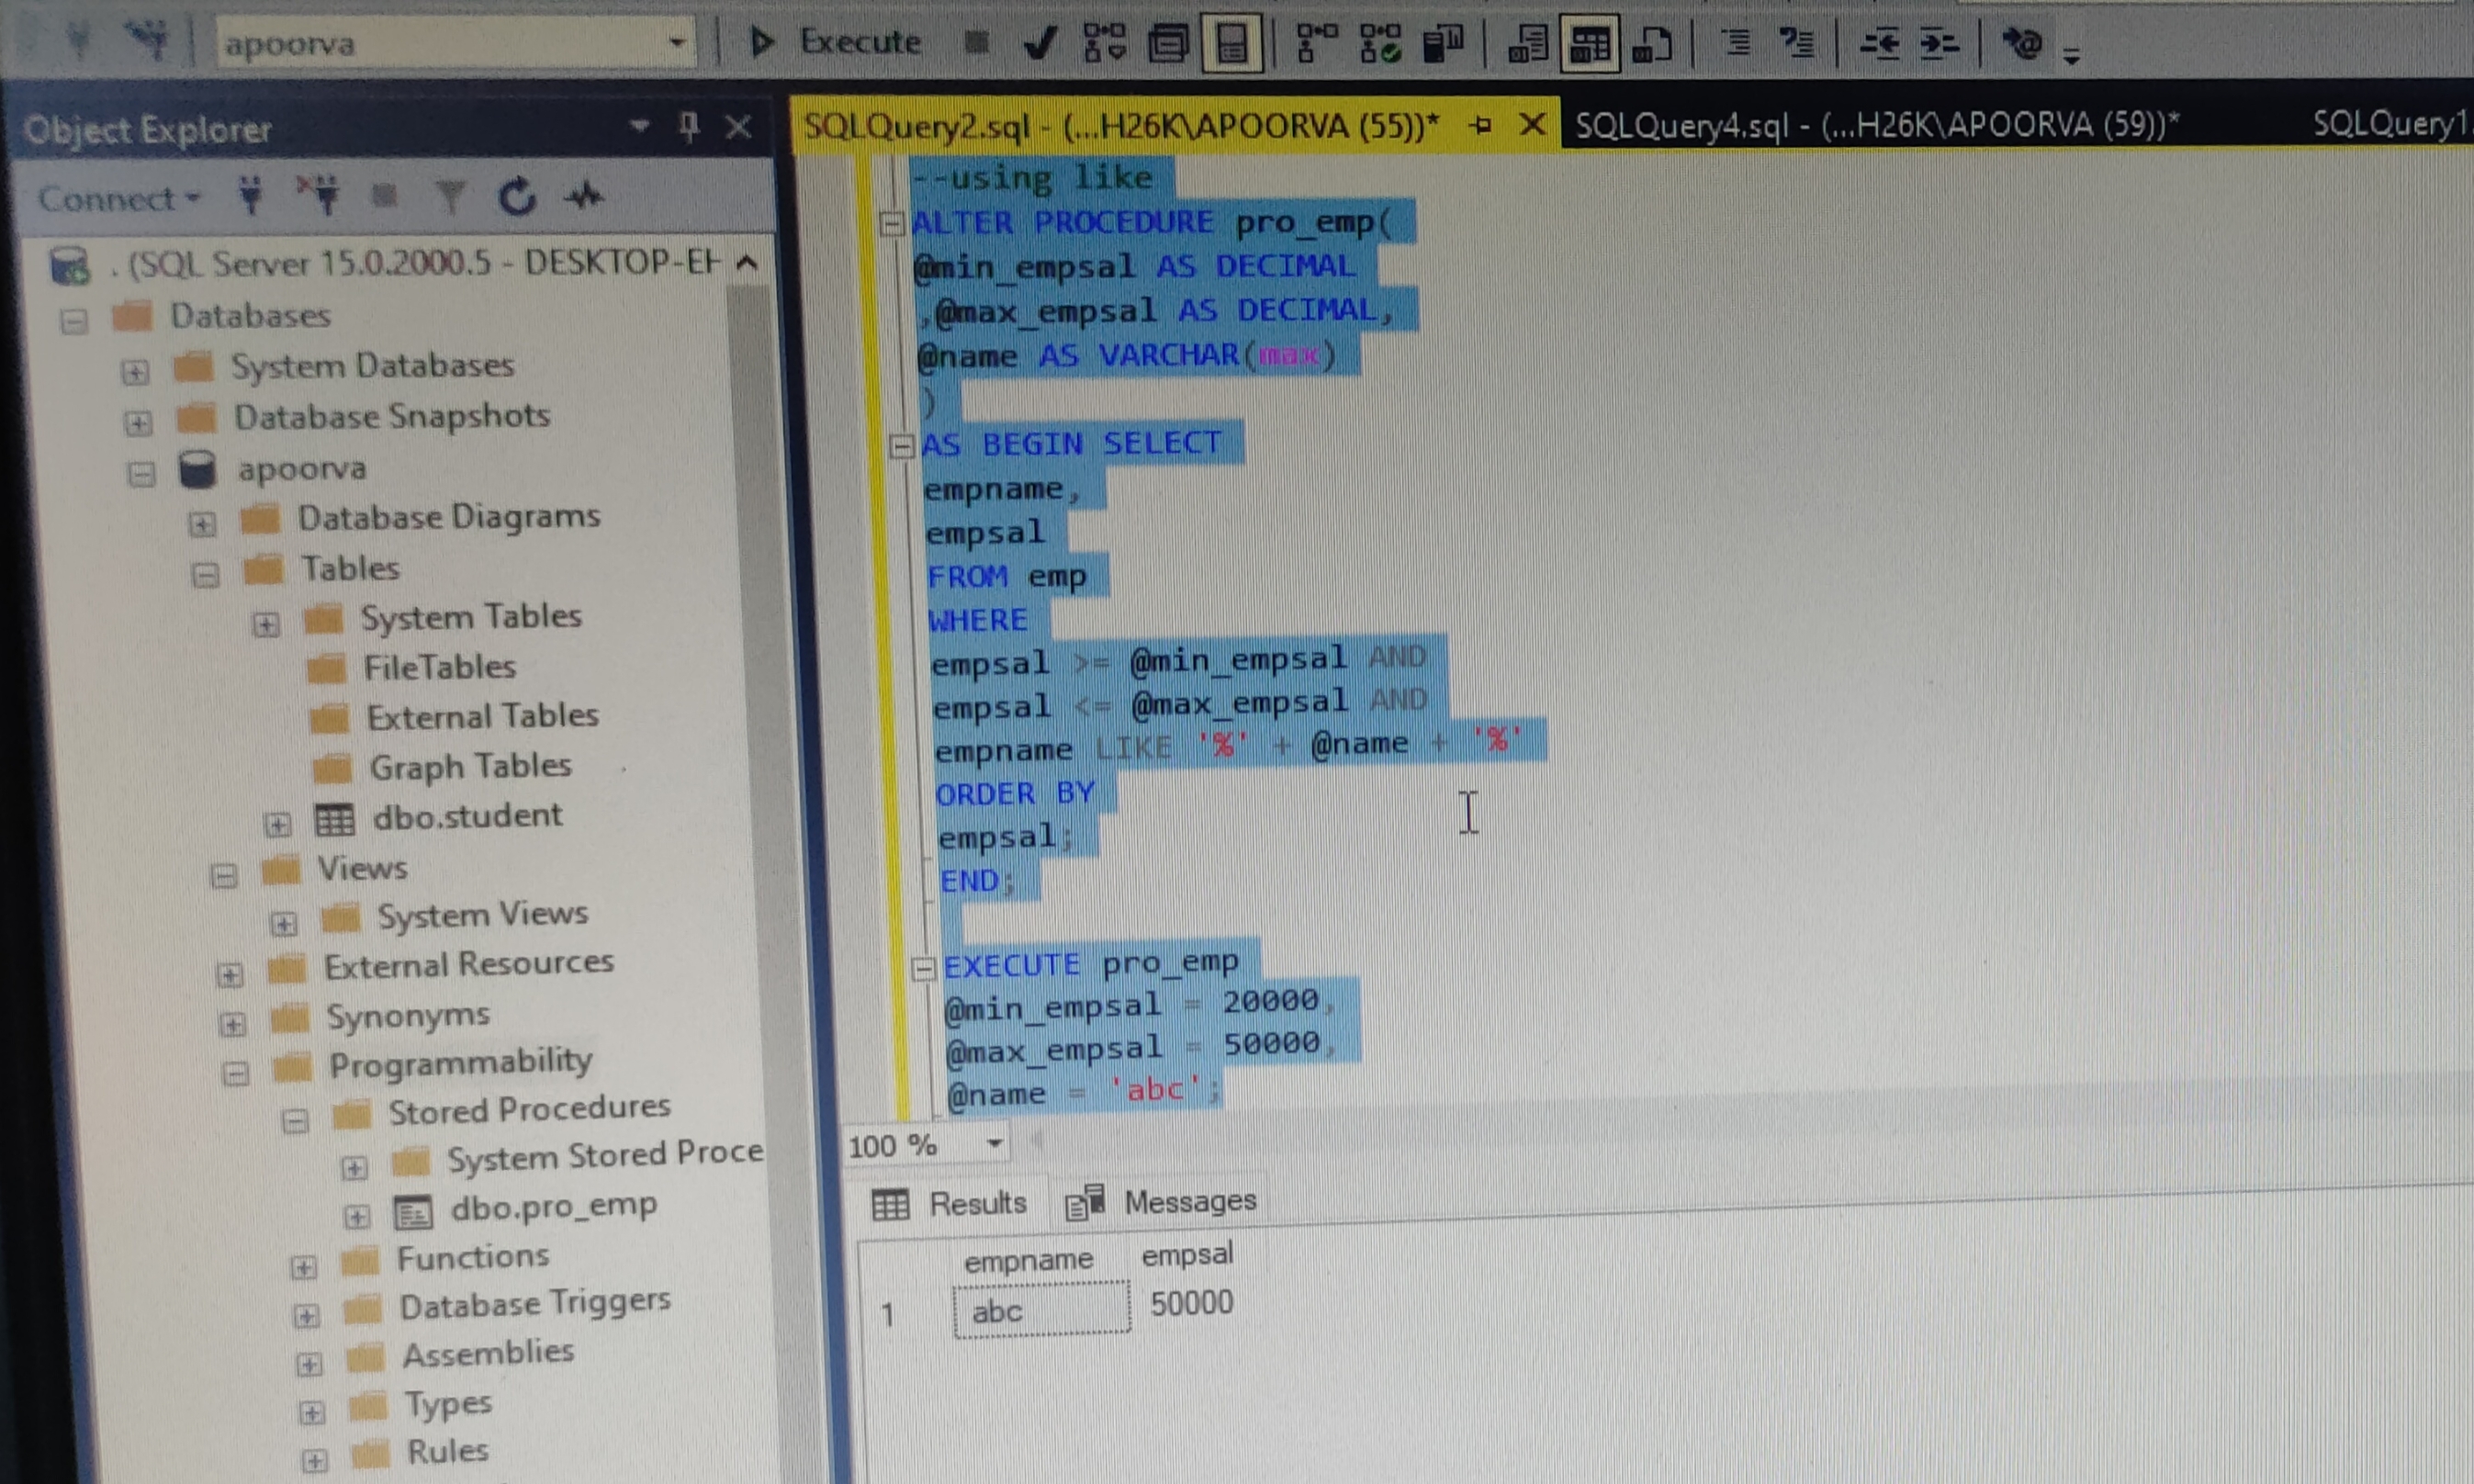 apoorva
Execute
Object Explorer
Connect
. (SQL Server 15.0.2000.5 - DESKTOP-EH
Databases
System Databases
Database Snapshots
apoorva
Database Diagrams
Tables
System Tables
FileTables
External Tables
Graph Tables
dbo.student
Views
System Views
External Resources
Synonyms
Programmability
Stored Procedures
System Stored Proce
dbo.pro_emp
Functions
Database Triggers
Assemblies
Types
Rules
SQLQuery2.sql - (...H26K\APOORVA (55))*
SQLQuery4.sql - (...H26K\APOORVA (59))*
SQLQuery1
--using like
ALTER PROCEDURE pro_emp(
@min_empsal AS DECIMAL
,@max_empsal AS DECIMAL,
@name AS VARCHAR(max)
)
AS BEGIN SELECT
empname,
empsal
FROM emp
WHERE
empsal >= @min_empsal AND
empsal <= @max_empsal AND
empname LIKE '%' + @name + '%'
ORDER BY
empsal;
END;
EXECUTE pro_emp
@min_empsal = 20000,
@max_empsal = 50000,
@name = 'abc';
100 %
Results
Messages
empname empsal
1 abc 50000